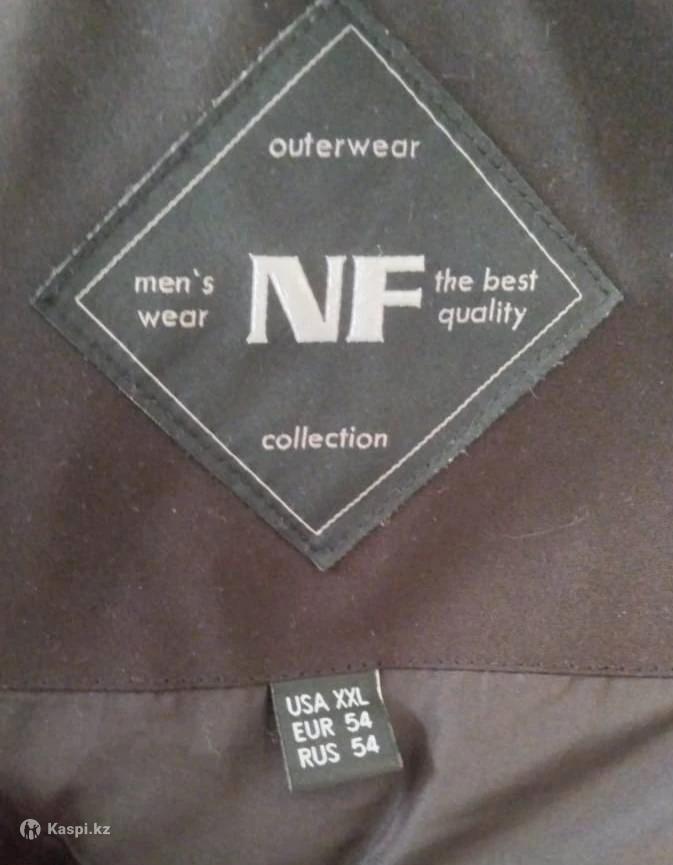 outerwear
men's
wear
NF
the best
quality
collection
USA XXL
EUR 54
RUS 54
Kaspi.kz